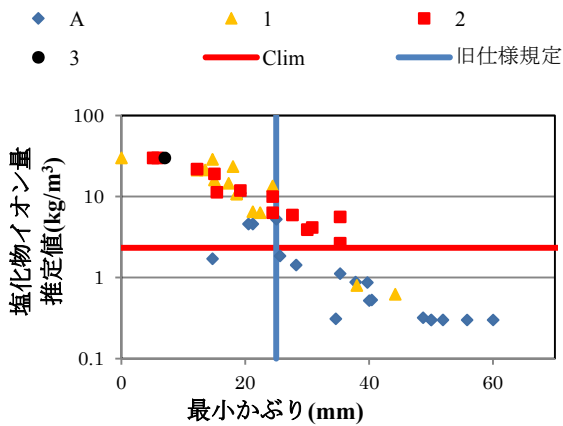 A 1 2
3 Clim 旧仕様規定
塩化物イオン量
推定値(kg/m³)
100
10
1
0.1
0 20 40 60
最小かぶり(mm)